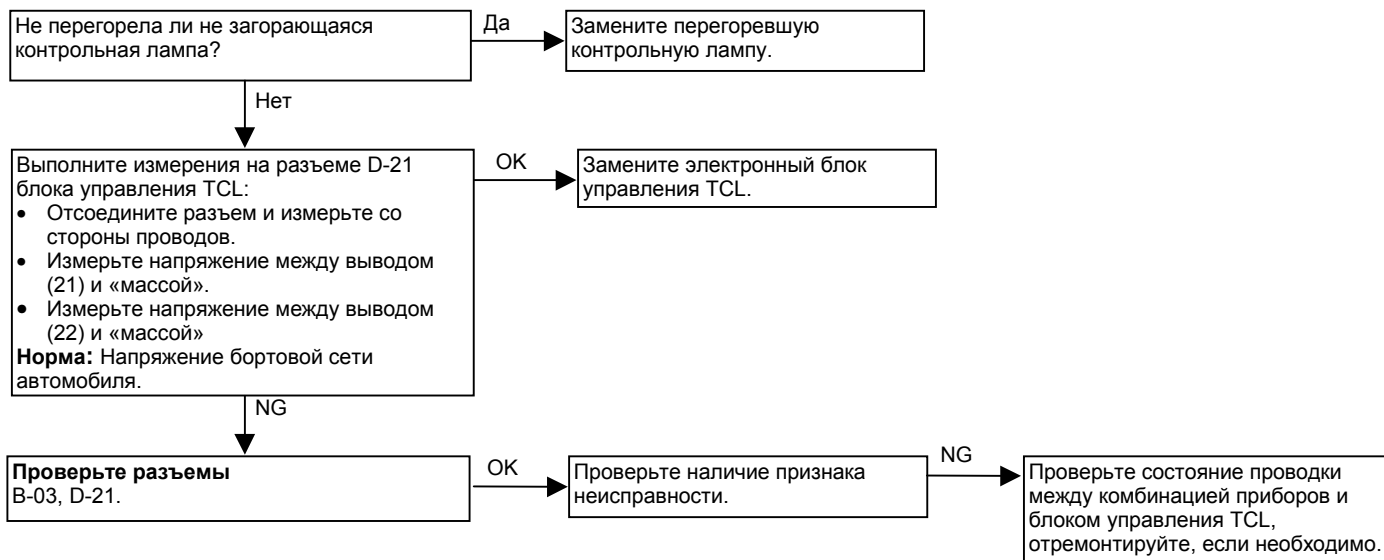 Не перегорела ли не загорающаяся
контрольная лампа?
Да
Замените перегоревшую
контрольную лампу.
Нет
Выполните измерения на разъеме D-21
блока управления TCL:
• Отсоедините разъем и измерьте со
стороны проводов.
• Измерьте напряжение между выводом
(21) и «массой».
• Измерьте напряжение между выводом
(22) и «массой»
Норма: Напряжение бортовой сети
автомобиля.
OK
Замените электронный блок
управления TCL.
NG
Проверьте разъемы
B-03, D-21.
OK
Проверьте наличие признака
неисправности.
NG
Проверьте состояние проводки
между комбинацией приборов и
блоком управления TCL,
отремонтируйте, если необходимо.